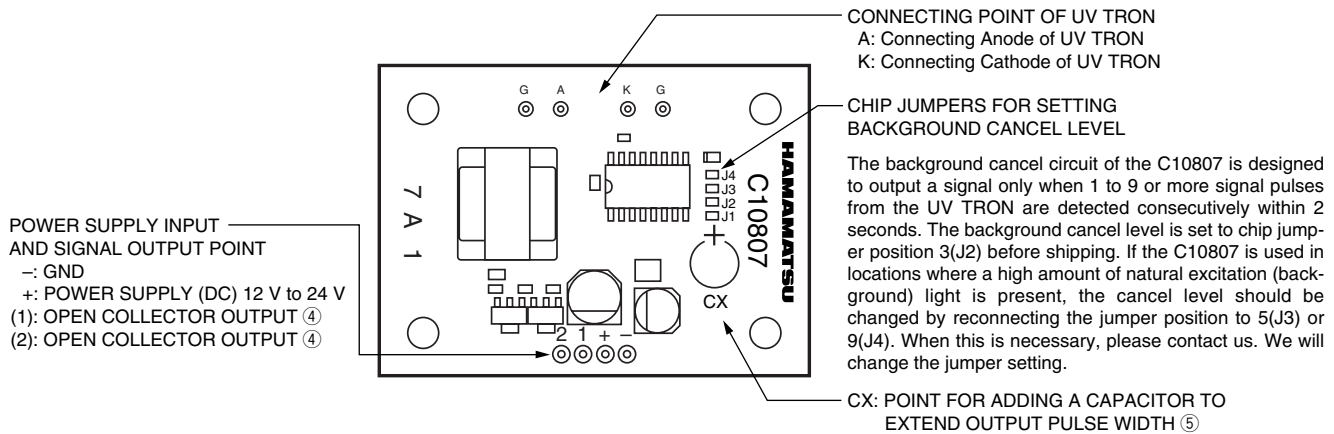 CONNECTING POINT OF UV TRON
A: Connecting Anode of UV TRON
K: Connecting Cathode of UV TRON
CHIP JUMPERS FOR SETTING
BACKGROUND CANCEL LEVEL
The background cancel circuit of the C10807 is designed
to output a signal only when 1 to 9 or more signal pulses
from the UV TRON are detected consecutively within 2
seconds. The background cancel level is set to chip jump-
er position 3(J2) before shipping. If the C10807 is used in
locations where a high amount of natural excitation (back-
ground) light is present, the cancel level should be
changed by reconnecting the jumper position to 5(J3) or
9(J4). When this is necessary, please contact us. We will
change the jumper setting.
CX: POINT FOR ADDING A CAPACITOR TO
EXTEND OUTPUT PULSE WIDTH ⑤
POWER SUPPLY INPUT
AND SIGNAL OUTPUT POINT
–: GND
+: POWER SUPPLY (DC) 12 V to 24 V
(1): OPEN COLLECTOR OUTPUT ④
(2): OPEN COLLECTOR OUTPUT ④
G A K G
J4
J3
J2
J1
+
CX
C10807
HAMAMATSU
7 A 1
2 1 + –